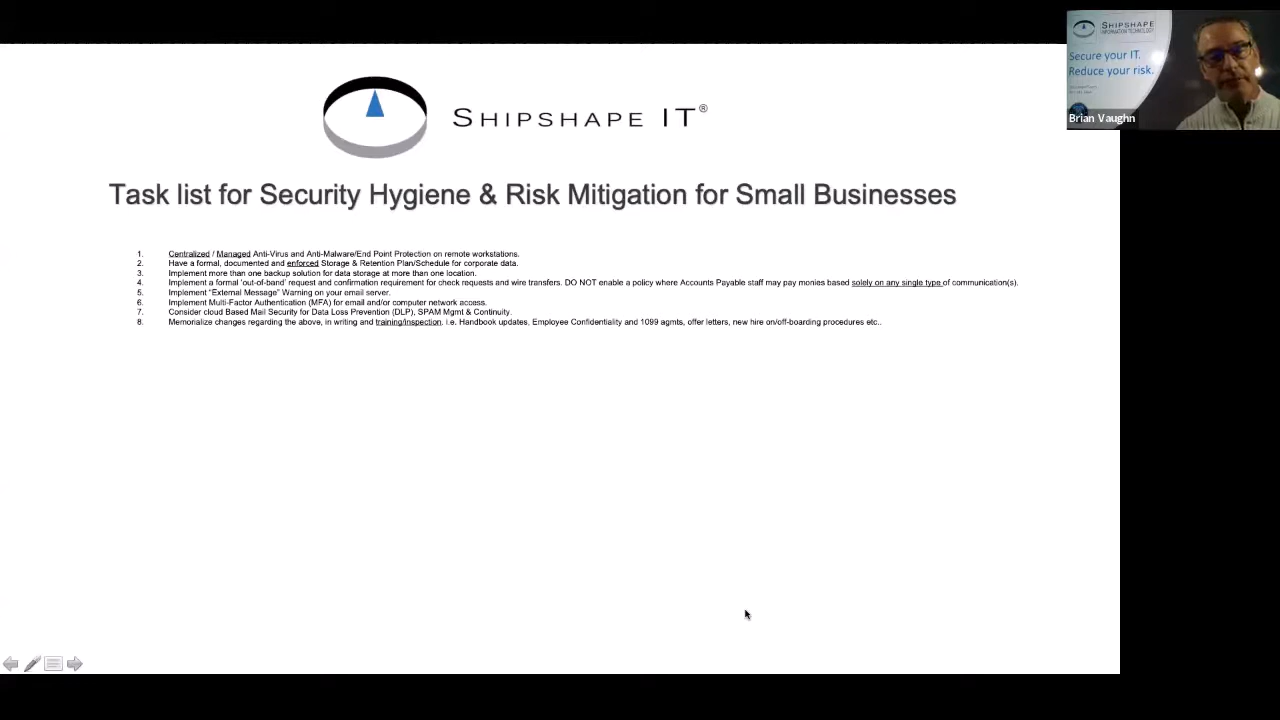 SHIPSHAPE IT®
Task list for Security Hygiene & Risk Mitigation for Small Businesses
1. Centralized / Managed Anti-Virus and Anti-Malware/End Point Protection on remote workstations.
2. Have a formal, documented and enforced Storage & Retention Plan/Schedule for corporate data.
3. Implement more than one backup solution for data storage at more than one location.
4. Implement a formal 'out-of-band' request and confirmation requirement for check requests and wire transfers. DO NOT enable a policy where Accounts Payable staff may pay monies based solely on any single type of communication(s).
5. Implement "External Message" Warning on your email server.
6. Implement Multi-Factor Authentication (MFA) for email and/or computer network access.
7. Consider cloud Based Mail Security for Data Loss Prevention (DLP), SPAM Mgmt & Continuity.
8. Memorialize changes regarding the above, in writing and training/inspection, i.e. Handbook updates, Employee Confidentiality and 1099 agmts, offer letters, new hire on/off-boarding procedures etc..
SHIPSHAPE
INFORMATION TECHNOLOGY
Secure your IT.
Reduce your risk.
Brian Vaughn